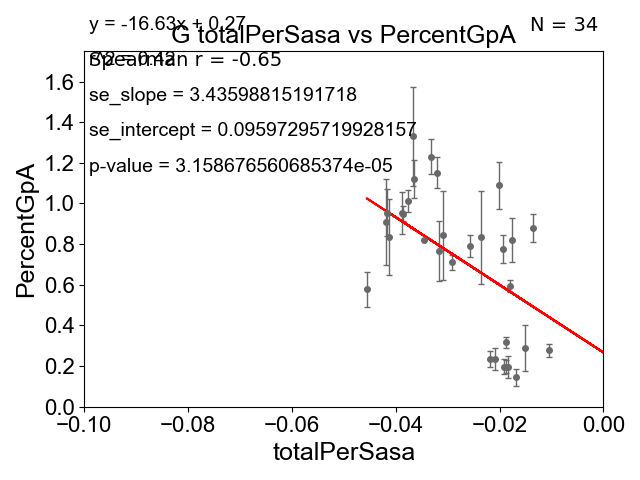 y = -16.63x + 0.27
N = 34
G totalPerSasa vs PercentGpA
Spearman r = -0.65
se_slope = 3.43598815191718
se_intercept = 0.09597295719928157
p-value = 3.158676560685374e-05
PercentGpA
1.6
1.4
1.2
1.0
0.8
0.6
0.4
0.2
0.0
−0.10 −0.08 −0.06 −0.04 −0.02 0.00
totalPerSasa